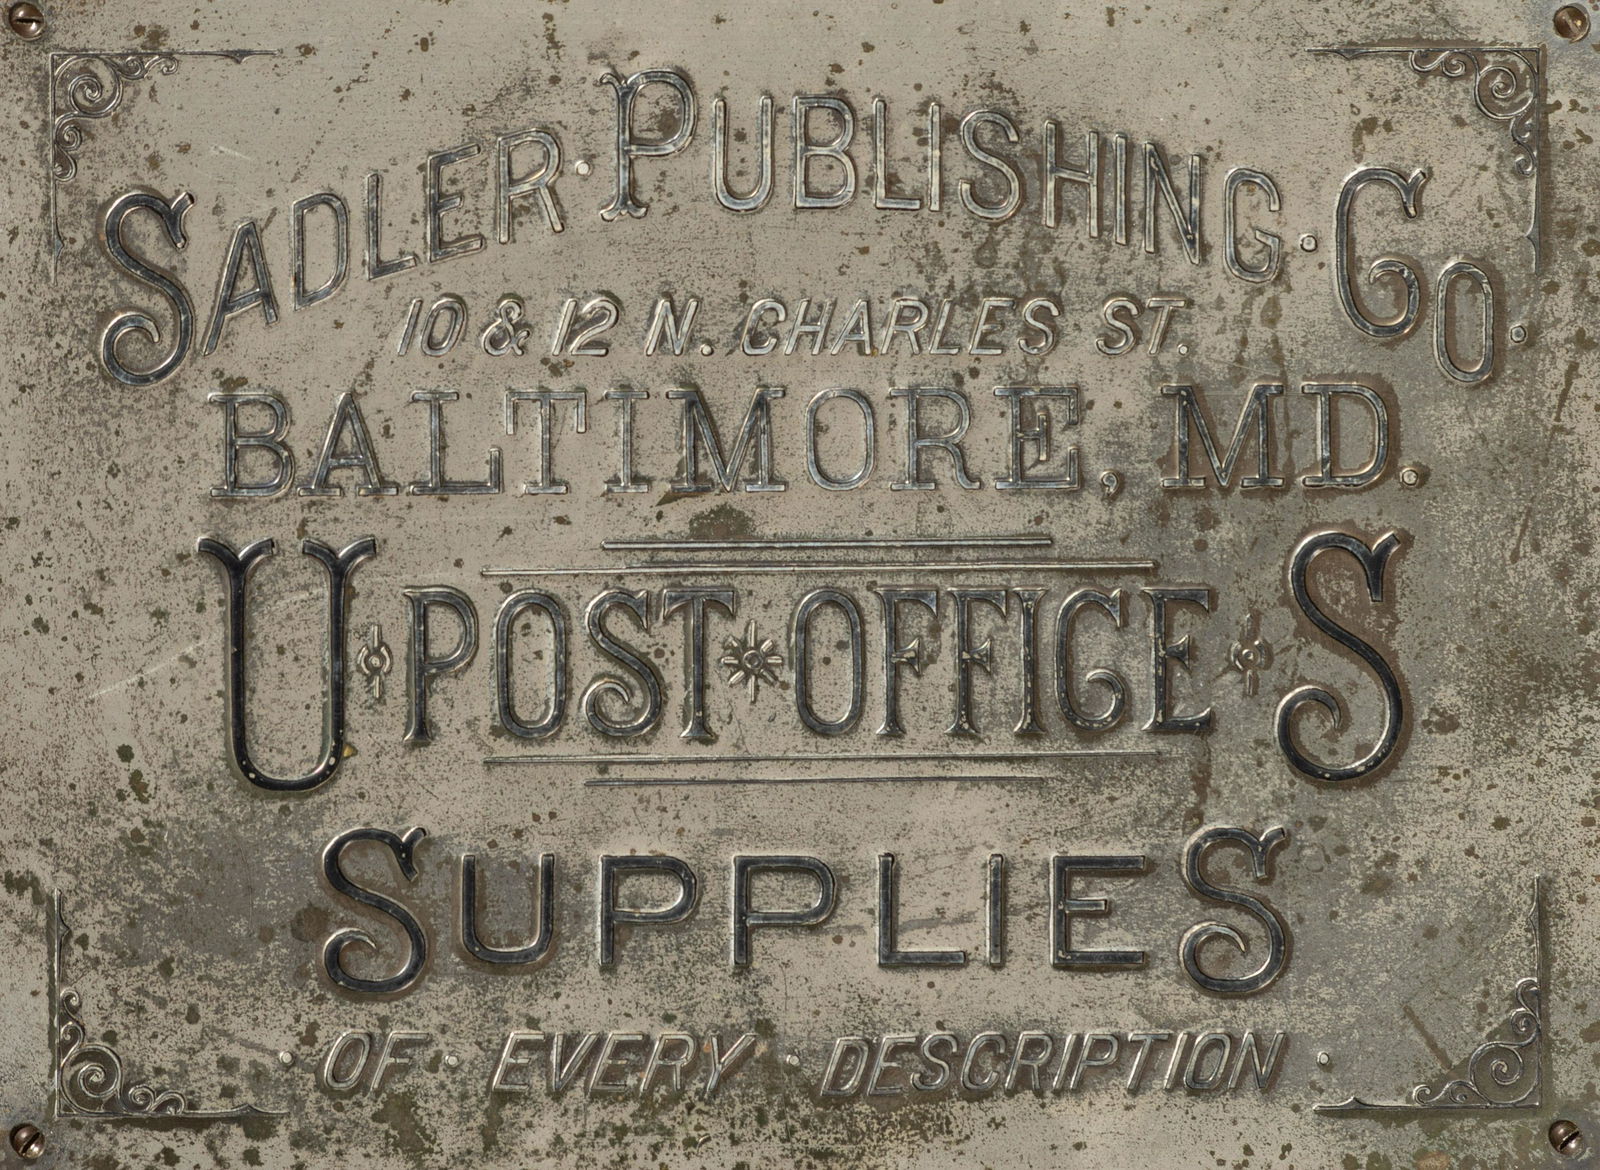 SADLER · PUBLISHING · CO.
10 & 12 N. CHARLES ST.
BALTIMORE, MD.
U · POST OFFICE · S
SUPPLIES
· OF · EVERY · DESCRIPTION ·